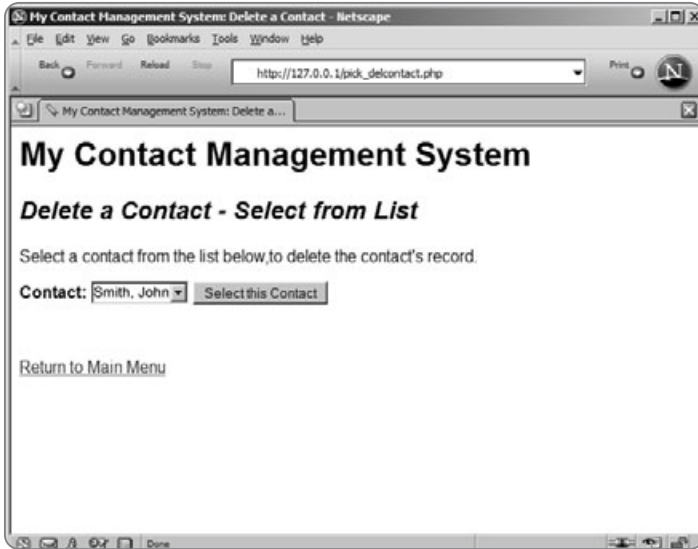 My Contact Management System: Delete a Contact - Netscape
File Edit View Go Bookmarks Tools Window Help
Back Forward Reload Stop http://127.0.0.1/pick_delcontact.php Print N
My Contact Management System: Delete a...
My Contact Management System
Delete a Contact - Select from List
Select a contact from the list below,to delete the contact's record.
Contact: Smith, John Select this Contact
Return to Main Menu
Done